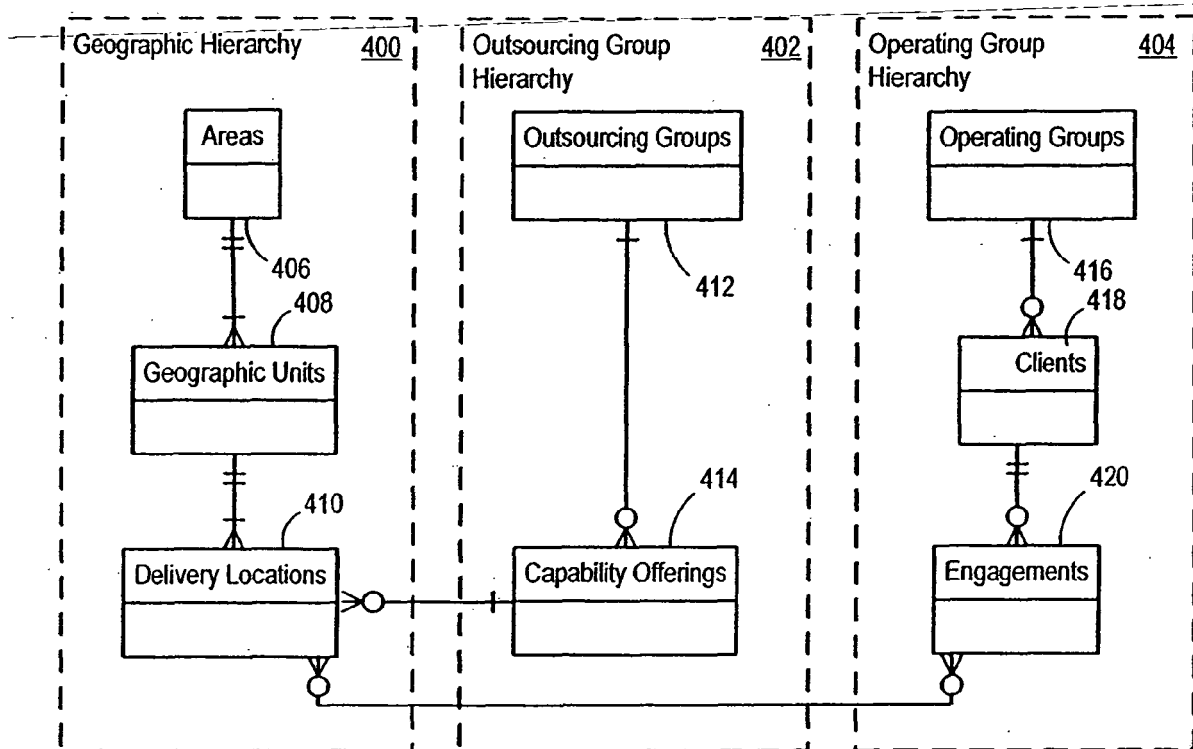 Geographic Hierarchy 400
Outsourcing Group 402
Hierarchy
Operating Group 404
Hierarchy
Areas
406
Outsourcing Groups
412
Operating Groups
416
408
Geographic Units
418
Clients
410
Delivery Locations
414
Capability Offerings
420
Engagements